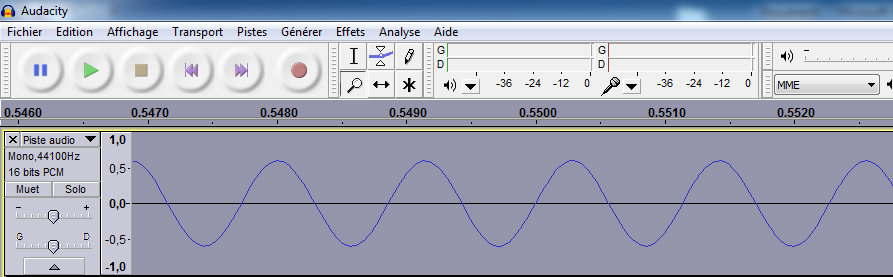 Audacity
Fichier Edition Affichage Transport Pistes Générer Effets Analyse Aide
G
D
-36 -24 -12 0
G
D
-36 -24 -12 0
MME
0.5460 0.5470 0.5480 0.5490 0.5500 0.5510 0.5520
Piste audio
Mono,44100Hz
16 bits PCM
Muet Solo
- +
G D
1,0
0,5
0,0
-0,5
-1,0